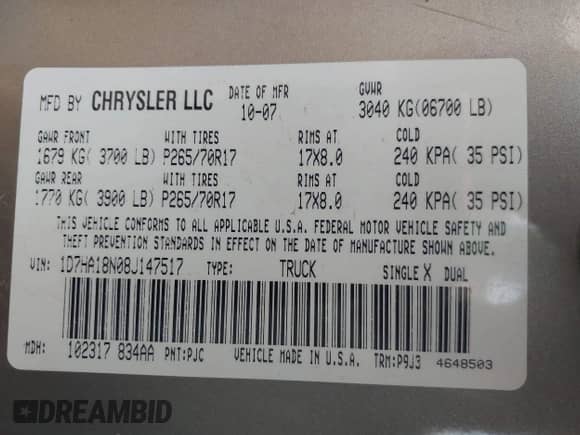 MFD BY CHRYSLER LLC DATE OF MFR GVWR
10-07 3040 KG(06700 LB)
GAWR FRONT WITH TIRES RIMS AT COLD
1679 KG( 3700 LB) P265/70R17 17X8.0 240 KPA( 35 PSI)
GAWR REAR WITH TIRES RIMS AT COLD
1770 KG( 3900 LB) P265/70R17 17X8.0 240 KPA( 35 PSI)
THIS VEHICLE CONFORMS TO ALL APPLICABLE U.S.A. FEDERAL MOTOR VEHICLE SAFETY AND
THEFT PREVENTION STANDARDS IN EFFECT ON THE DATE OF MANUFACTURE SHOWN ABOVE.
VIN: 1D7HA18N08J147517 TYPE: TRUCK SINGLE X DUAL
MDH: 102317 834AA PNT:PJC VEHICLE MADE IN U.S.A. TRM:P9J3 4648503
DREAMBID